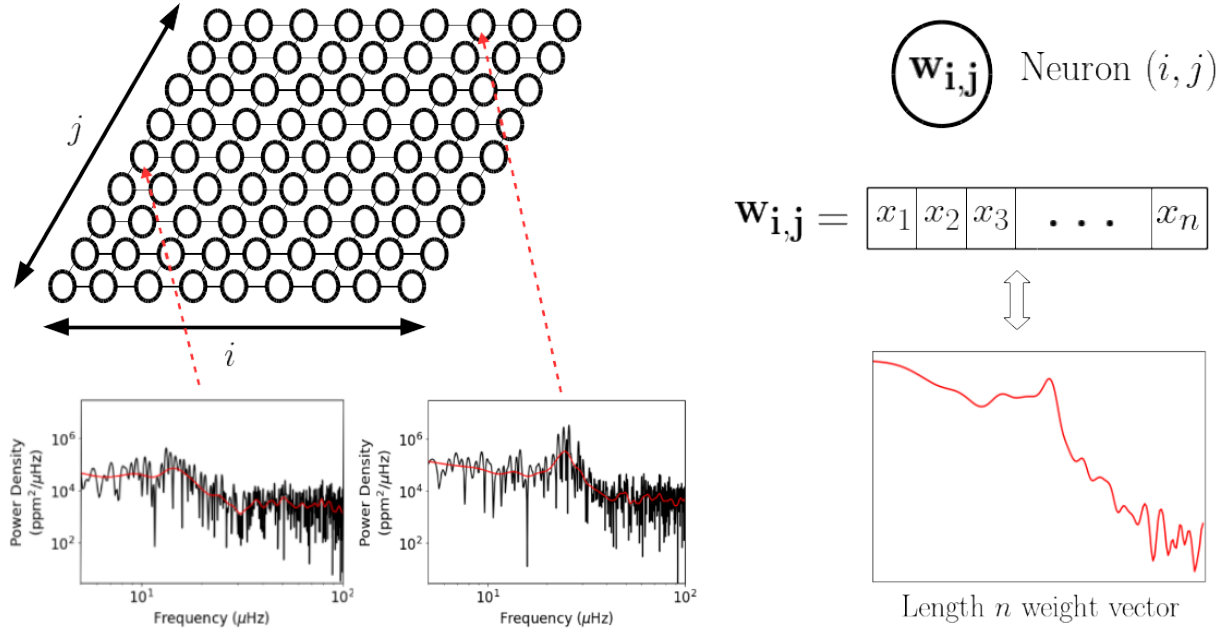 w_{i,j} Neuron (i, j)
j
w_{i,j} = x_1 x_2 x_3 . . . x_n
i
Power Density
(ppm²/μHz)
10⁶
10⁴
10²
10¹
10²
Frequency (μHz)
Power Density
(ppm²/μHz)
10⁶
10⁴
10²
10¹
10²
Frequency (μHz)
Length n weight vector